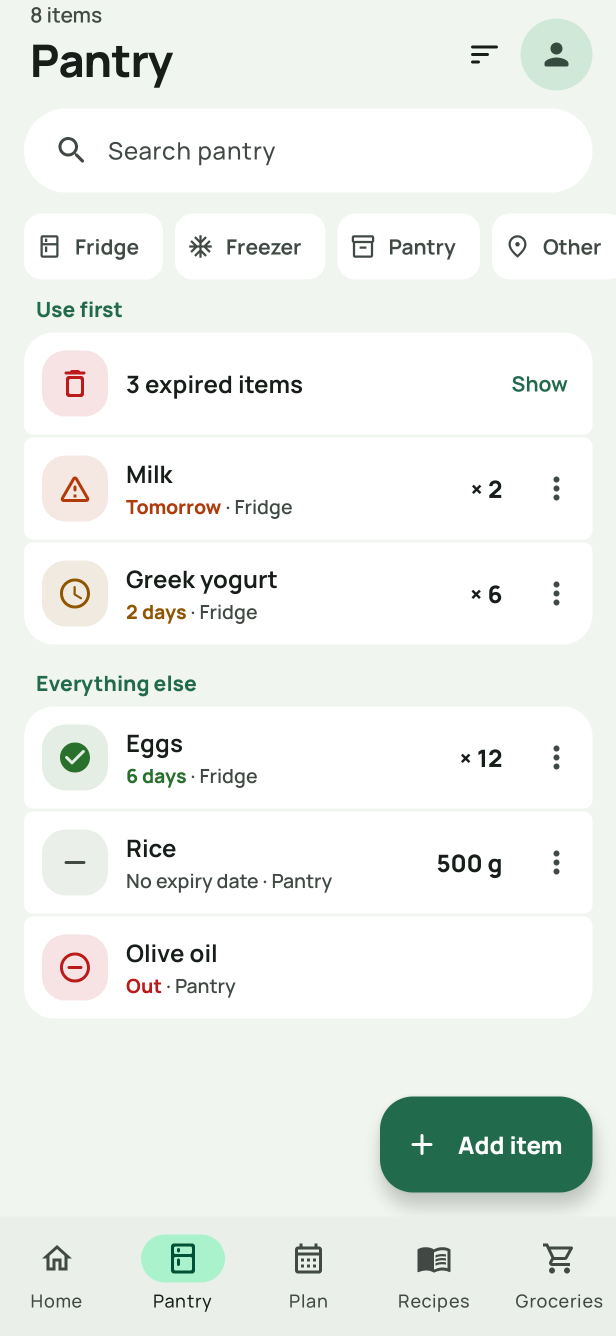 8 items
Pantry
Search pantry
Fridge
Freezer
Pantry
Other
Use first
3 expired items
Show
Milk
× 2
Tomorrow · Fridge
Greek yogurt
× 6
2 days · Fridge
Everything else
Eggs
× 12
6 days · Fridge
Rice
500 g
No expiry date · Pantry
Olive oil
Out · Pantry
+ Add item
Home
Pantry
Plan
Recipes
Groceries